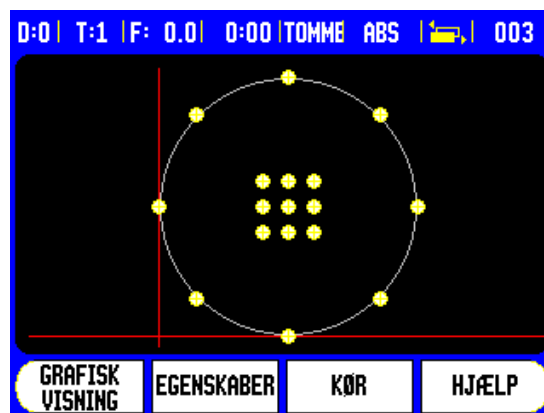 D:0 | T:1 | F: 0.0 | 0:00 | TOMME ABS | | 003
GRAFISK
VISNING
EGENSKABER
KØR
HJÆLP